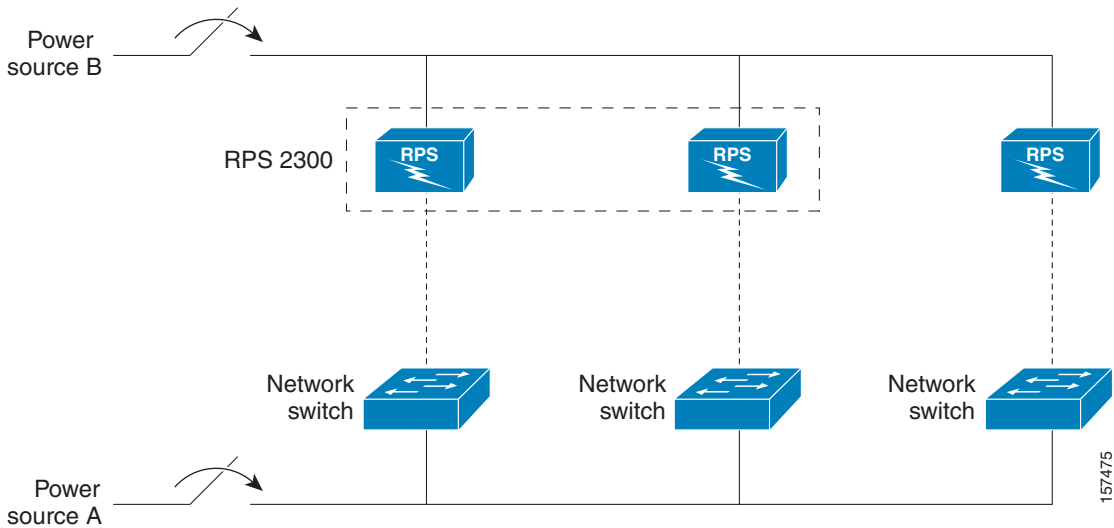 Power
source B
RPS 2300
RPS
RPS
RPS
Network
switch
Network
switch
Network
switch
Power
source A
157475